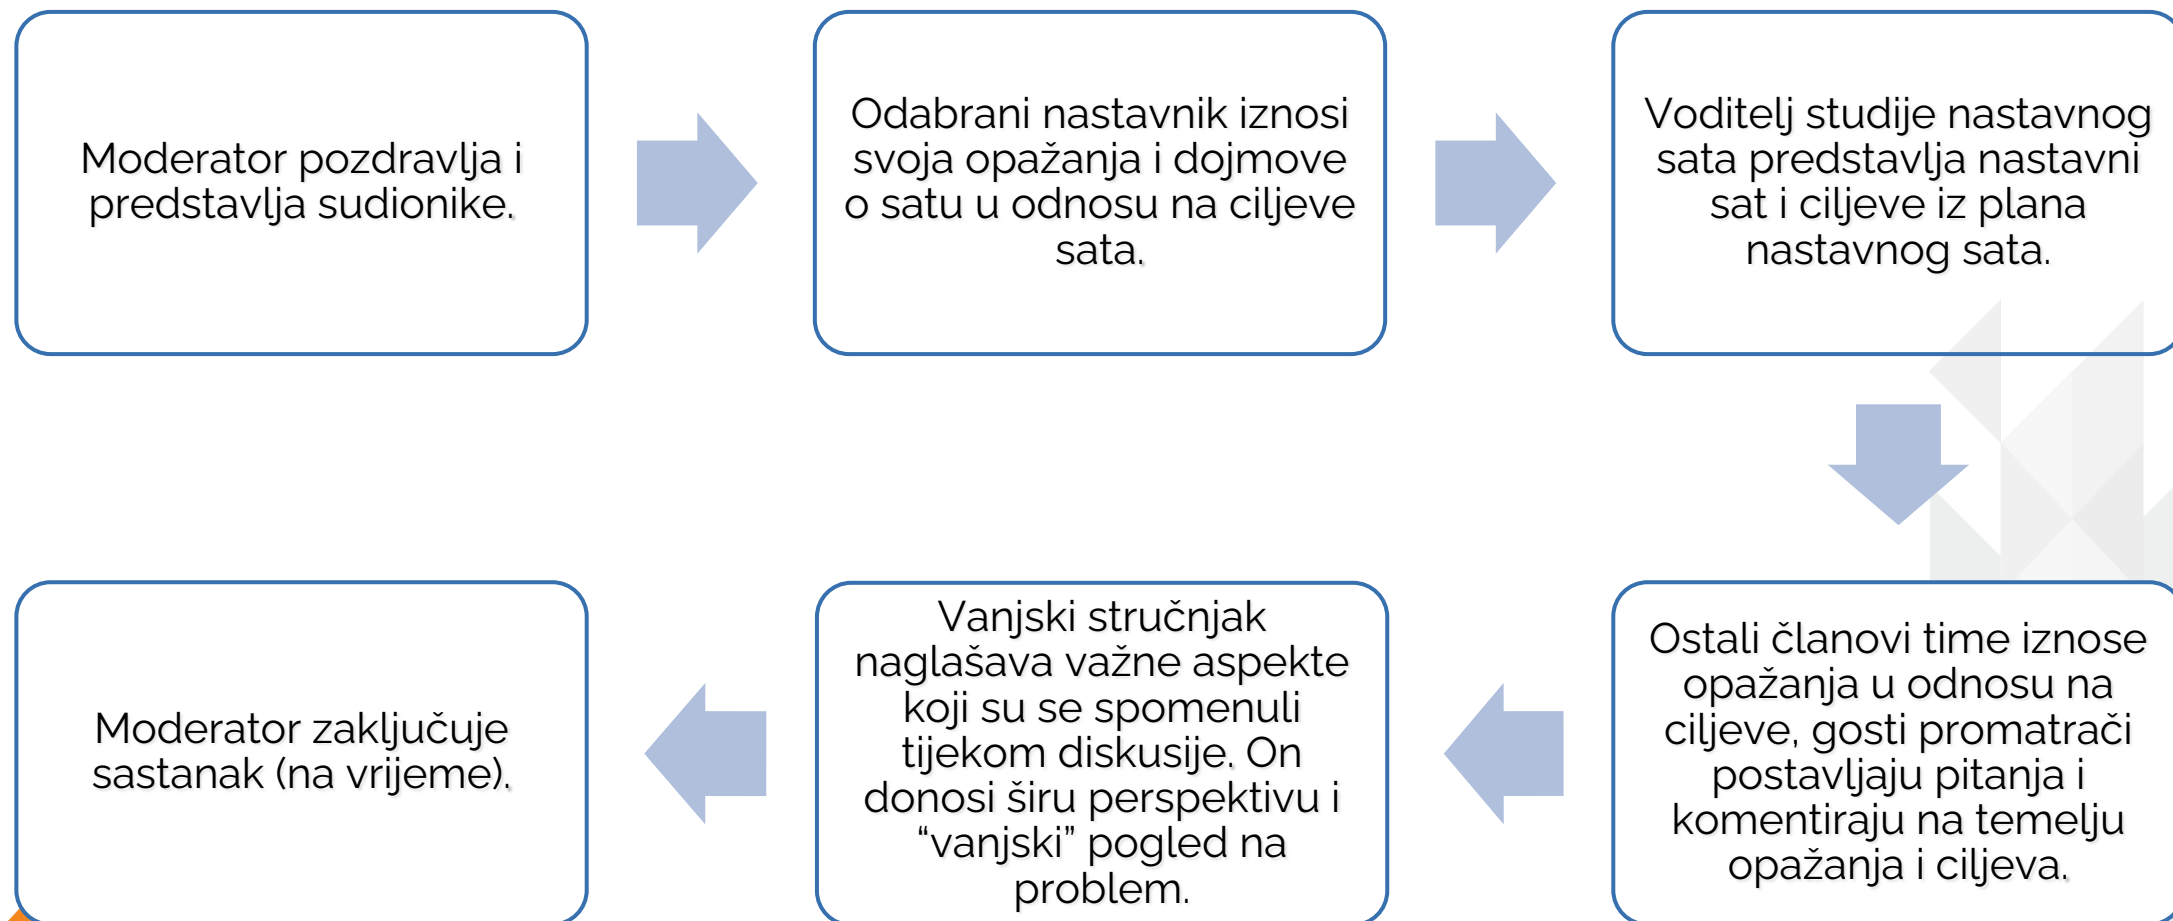 Moderator pozdravlja i
predstavlja sudionike.
Odabrani nastavnik iznosi
svoja opažanja i dojmove
o satu u odnosu na ciljeve
sata.
Voditelj studije nastavnog
sata predstavlja nastavni
sat i ciljeve iz plana
nastavnog sata.
Ostali članovi time iznose
opažanja u odnosu na
ciljeve, gosti promatrači
postavljaju pitanja i
komentiraju na temelju
opažanja i ciljeva.
Vanjski stručnjak
naglašava važne aspekte
koji su se spomenuli
tijekom diskusije. On
donosi širu perspektivu i
“vanjski” pogled na
problem.
Moderator zaključuje
sastanak (na vrijeme).